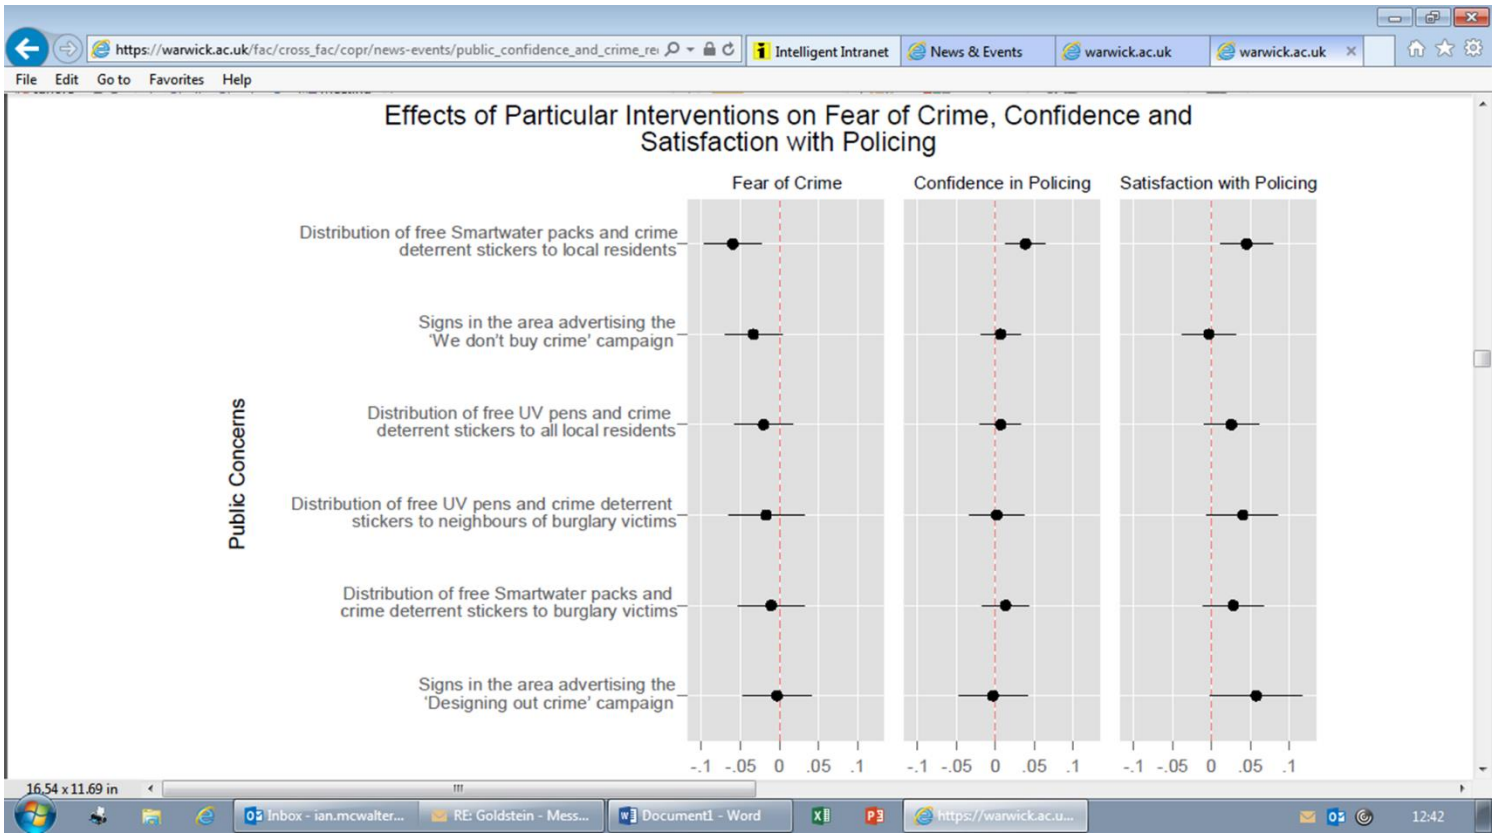 https://warwick.ac.uk/fac/cross_fac/copr/news-events/public_confidence_and_crime_re
Intelligent Intranet
News & Events
warwick.ac.uk
warwick.ac.uk
File Edit Go to Favorites Help
Effects of Particular Interventions on Fear of Crime, Confidence and
Satisfaction with Policing
Fear of Crime
Confidence in Policing
Satisfaction with Policing
Public Concerns
Distribution of free Smartwater packs and crime
deterrent stickers to local residents
Signs in the area advertising the
'We don't buy crime' campaign
Distribution of free UV pens and crime
deterrent stickers to all local residents
Distribution of free UV pens and crime deterrent
stickers to neighbours of burglary victims
Distribution of free Smartwater packs and
crime deterrent stickers to burglary victims
Signs in the area advertising the
'Designing out crime' campaign
-.1 -.05 0 .05 .1
-.1 -.05 0 .05 .1
-.1 -.05 0 .05 .1
16.54 x 11.69 in
Inbox - ian.mcwalter...
RE: Goldstein - Mess...
Document1 - Word
https://warwick.ac.u...
12:42